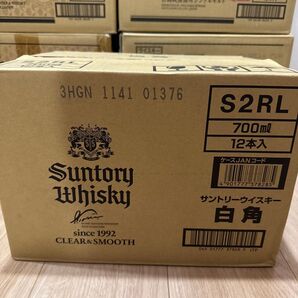 3HGN 1141 01376
S2RL
700ml
12本入
ケースJANコード
サントリーウイスキー
白角
Suntory
Whisky
since 1992
CLEAR&SMOOTH